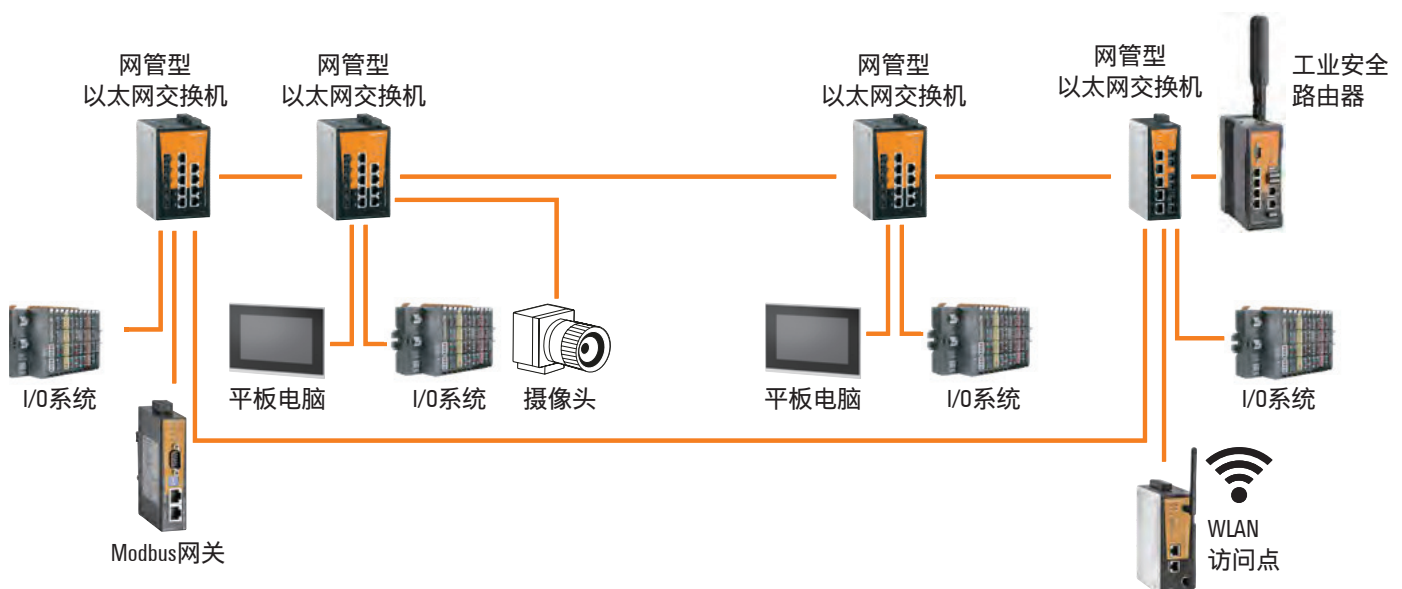 网管型
以太网交换机
网管型
以太网交换机
网管型
以太网交换机
网管型
以太网交换机
工业安全
路由器
I/O系统
平板电脑
I/O系统
摄像头
平板电脑
I/O系统
I/O系统
Modbus网关
WLAN
访问点